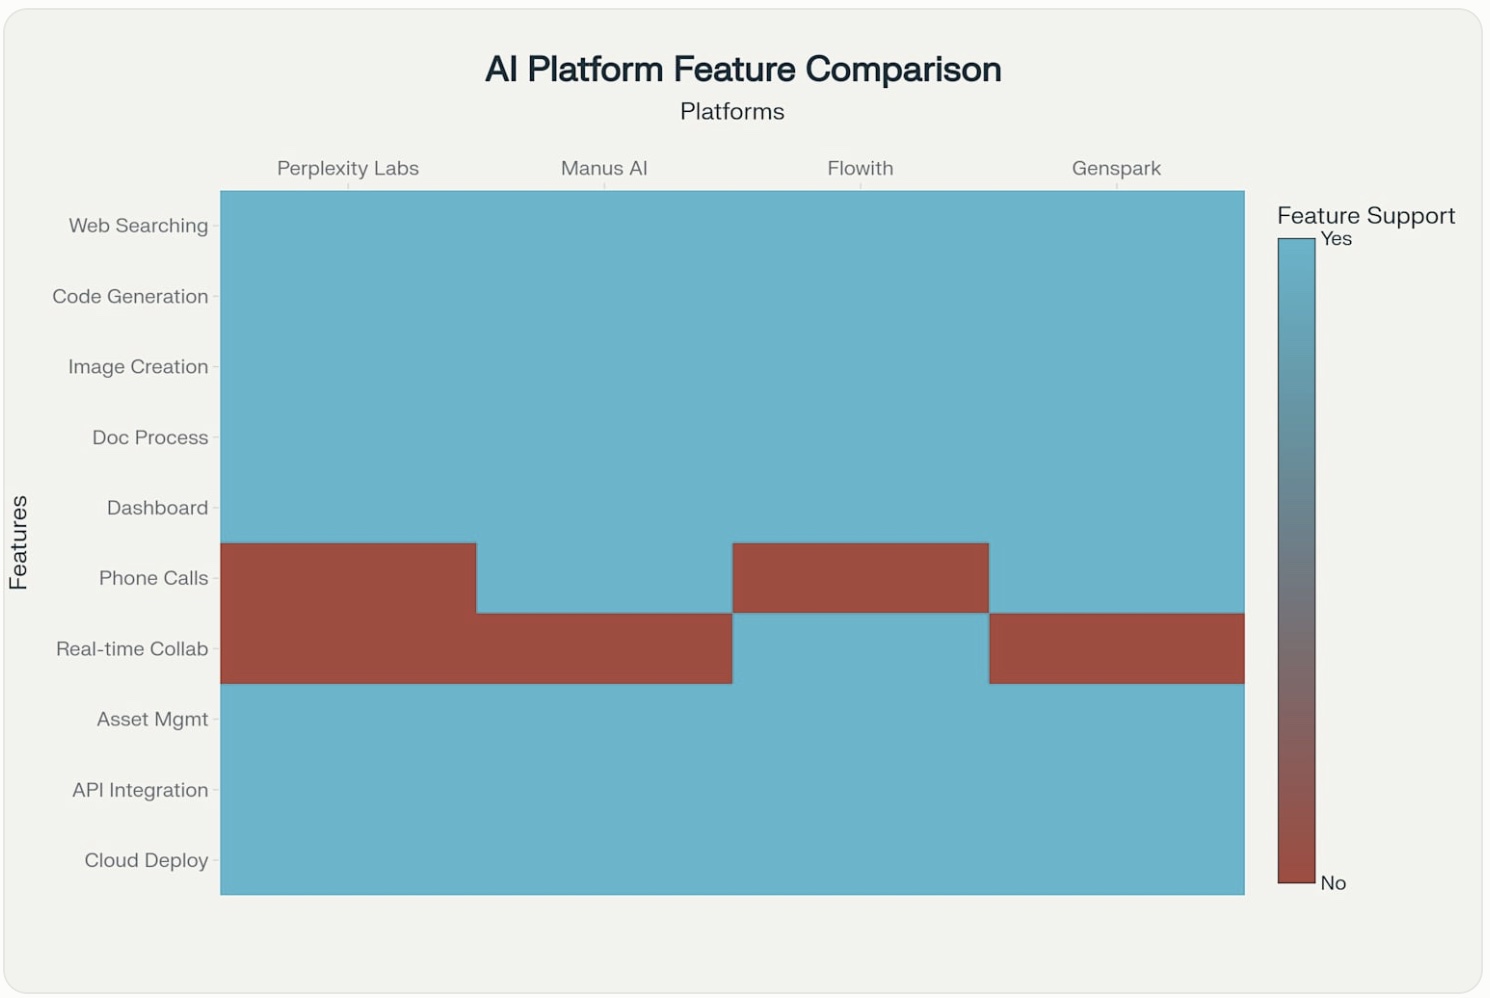 AI Platform Feature Comparison
Platforms
Perplexity Labs
Manus AI
Flowith
Genspark
Features
Web Searching
Code Generation
Image Creation
Doc Process
Dashboard
Phone Calls
Real-time Collab
Asset Mgmt
API Integration
Cloud Deploy
Feature Support
Yes
No